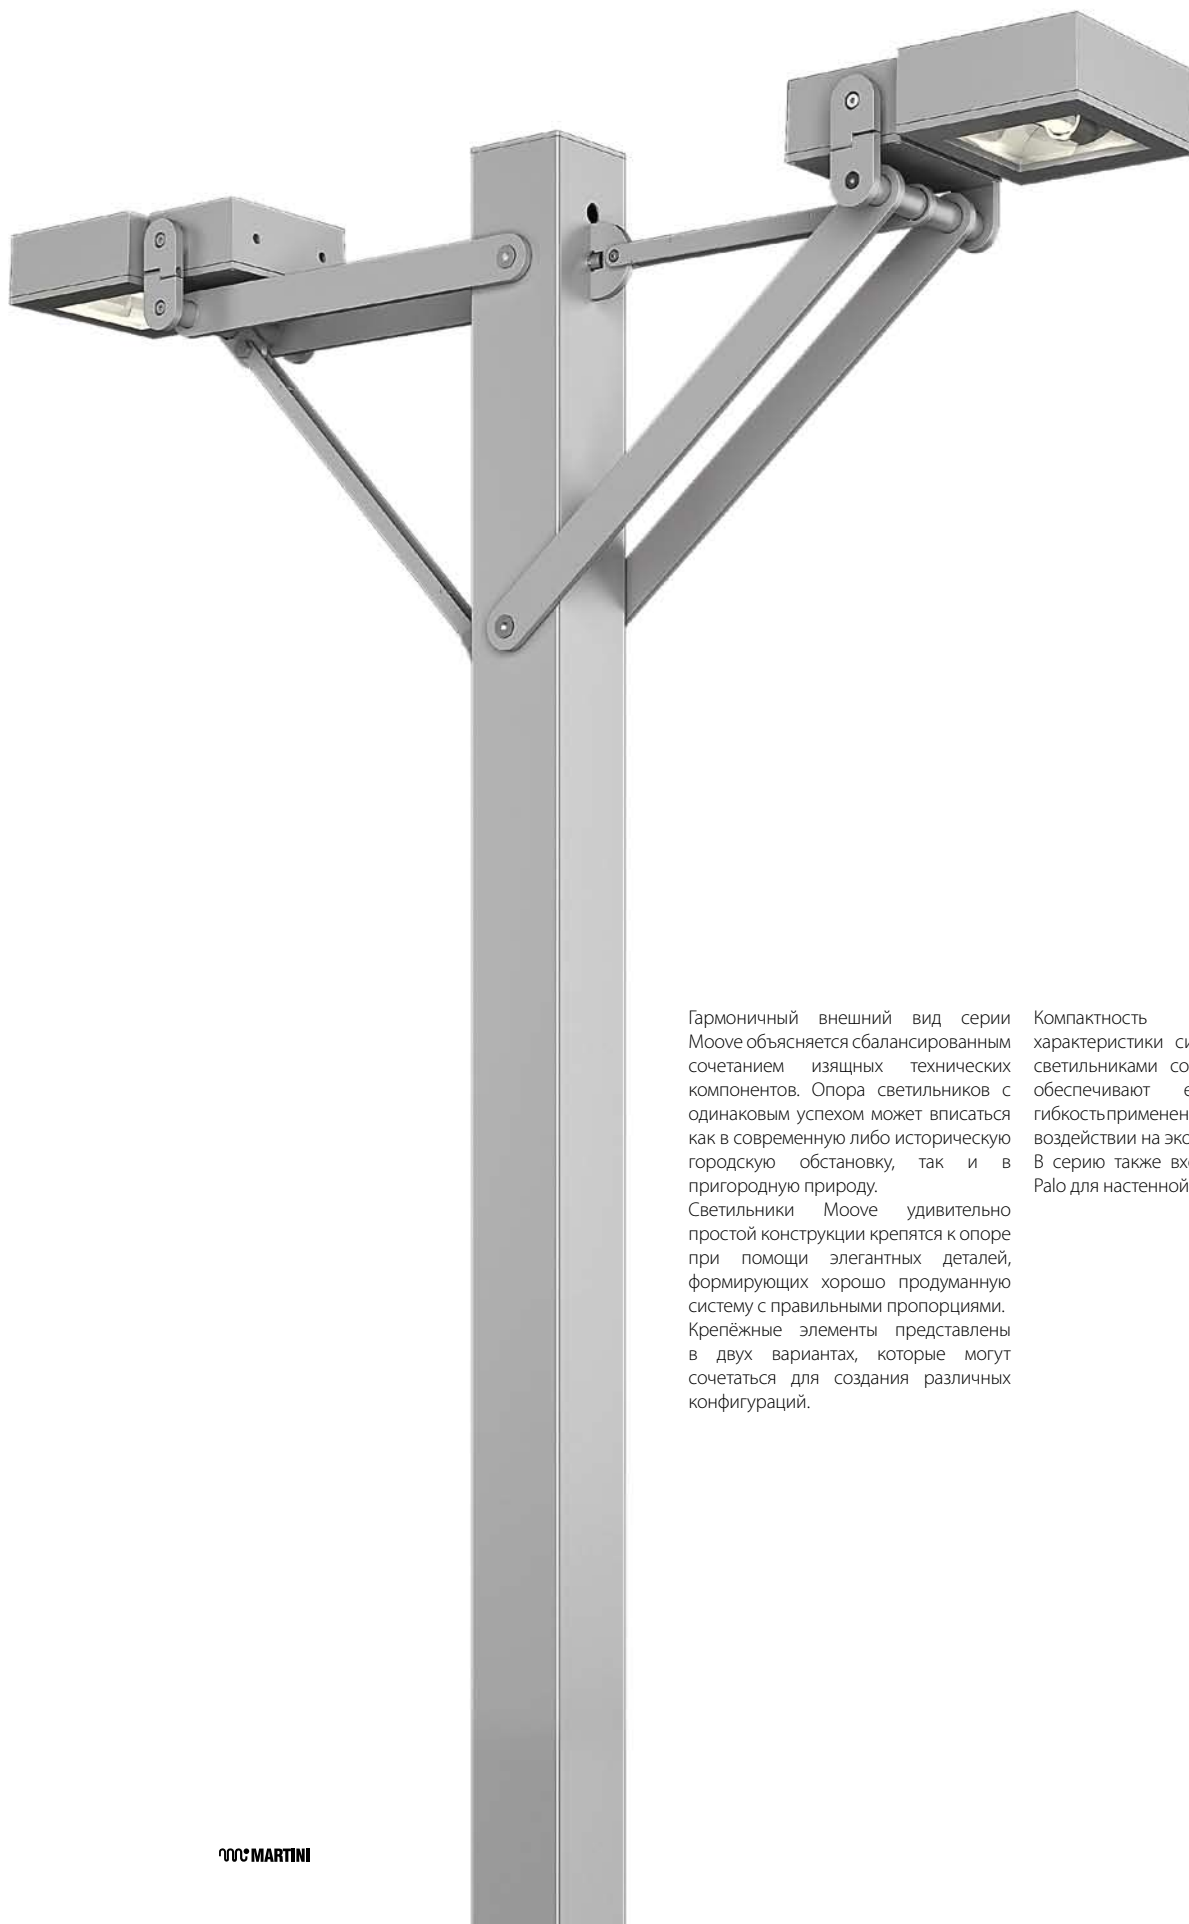 Гармоничный внешний вид серии
Moove объясняется сбалансированным
сочетанием изящных технических
компонентов. Опора светильников с
одинаковым успехом может вписаться
как в современную либо историческую
городскую обстановку, так и в
пригородную природу.
Светильники Moove удивительно
простой конструкции крепятся к опоре
при помощи элегантных деталей,
формирующих хорошо продуманную
систему с правильными пропорциями.
Крепёжные элементы представлены
в двух вариантах, которые могут
сочетаться для создания различных
конфигураций.
Компактность
характеристики
светильниками
обеспечивают
гибкость
воздействии на
В серию также
Palo для настенной
MARTINI